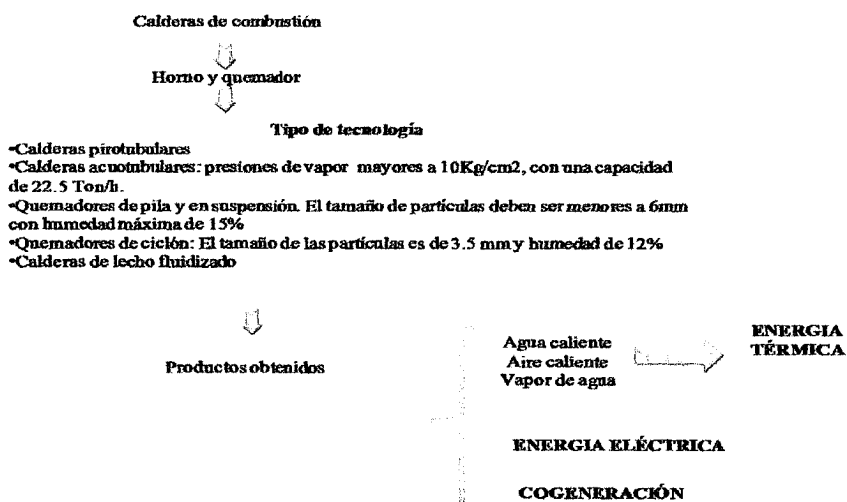 Calderas de combustión
Horno y quemador
Tipo de tecnología
•Calderas pirotubulares
•Calderas acuotubulares: presiones de vapor mayores a 10Kg/cm2, con una capacidad
de 22.5 Ton/h.
•Quemadores de pila y en suspensión. El tamaño de partículas deben ser menores a 6mm
con humedad máxima de 15%
•Quemadores de ciclón: El tamaño de las partículas es de 3.5 mm y humedad de 12%
•Calderas de lecho fluidizado
Productos obtenidos
Agua caliente
Aire caliente
Vapor de agua
ENERGIA
TÉRMICA
ENERGIA ELÉCTRICA
COGENERACIÓN